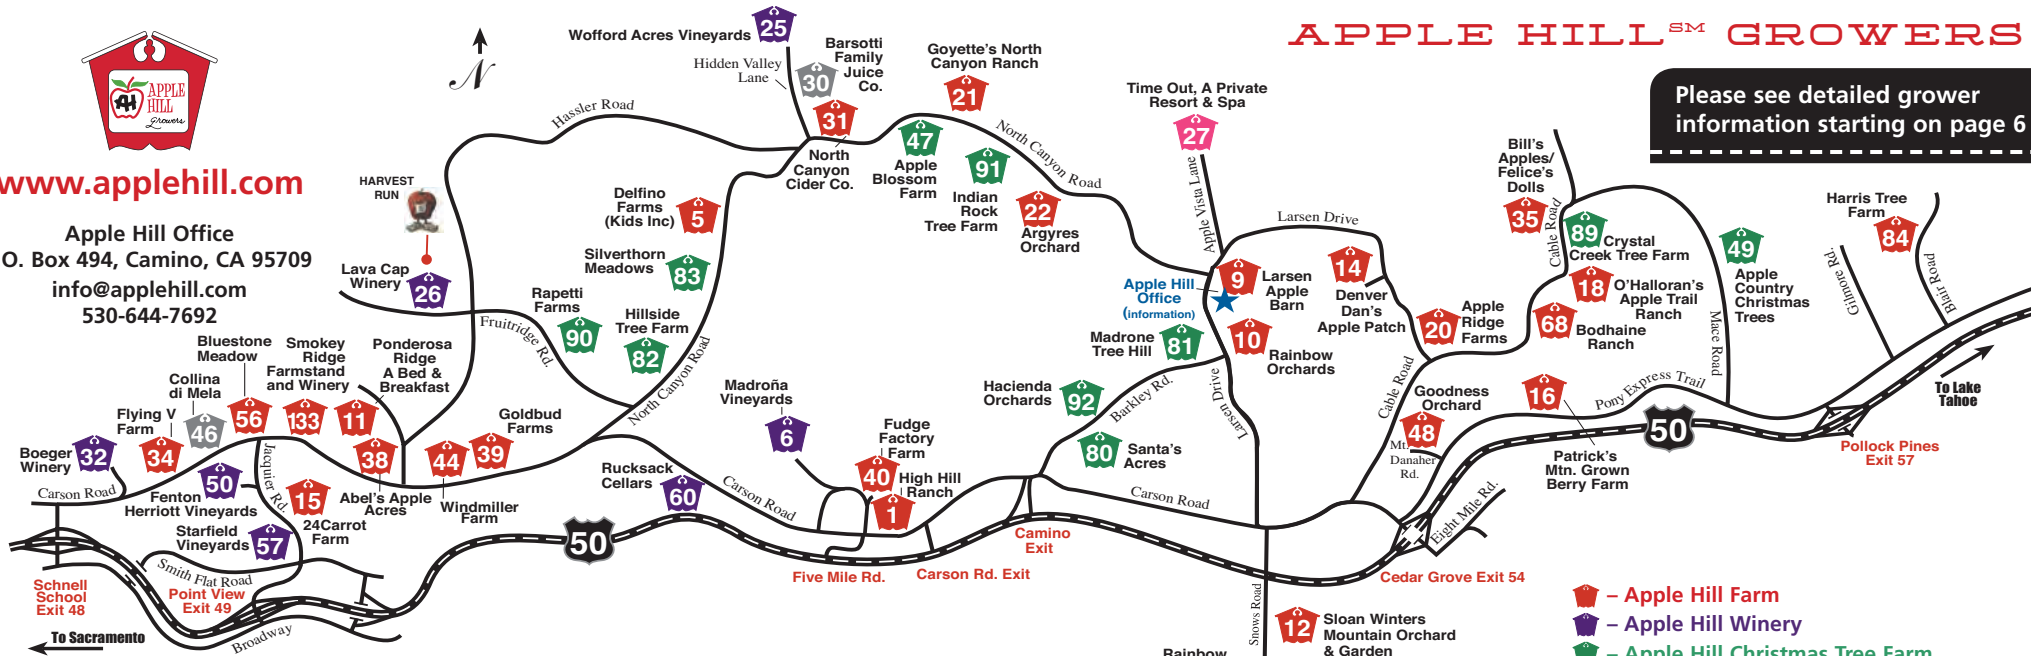 APPLE HILL℠ GROWERS
Please see detailed grower
information starting on page 6
AH
APPLE
HILL
Growers
www.applehill.com
Apple Hill Office
O. Box 494, Camino, CA 95709
info@applehill.com
530-644-7692
N
HARVEST
RUN
Wofford Acres Vineyards
25
Hidden Valley
Lane
Barsotti
Family
Juice
Co.
30
31
North
Canyon
Cider Co.
Goyette's North
Canyon Ranch
21
47
Apple
Blossom
Farm
91
Indian
Rock
Tree Farm
22
Argyres
Orchard
North Canyon Road
Hassler Road
Time Out, A Private
Resort & Spa
27
Apple Vista Lane
Larsen Drive
Delfino
Farms
(Kids Inc)
5
Silverthorn
Meadows
83
Lava Cap
Winery
26
Fruitridge Rd.
Rapetti
Farms
90
Hillside
Tree Farm
82
North Canyon Road
Apple Hill
Office
(information)
9
Larsen
Apple
Barn
10
Rainbow
Orchards
Madrone
Tree Hill
81
14
Denver
Dan's
Apple Patch
20
Apple
Ridge
Farms
Bill's
Apples/
Felice's
Dolls
35
Cable Road
89
Crystal
Creek Tree Farm
18
O'Halloran's
Apple Trail
Ranch
68
Bodhaine
Ranch
49
Apple
Country
Christmas
Trees
Mace Road
Harris Tree
Farm
84
Gilmore Rd.
Blair Road
To Lake
Tahoe
Pollock Pines
Exit 57
Pony Express Trail
50
16
Patrick's
Mtn. Grown
Berry Farm
Goodness
Orchard
48
Mt.
Danaher
Rd.
Cable Road
Eight Mile Rd.
Cedar Grove Exit 54
Hacienda
Orchards
92
Barkley Rd.
80
Santa's
Acres
Larsen Drive
Carson Road
Camino
Exit
Madroña
Vineyards
6
Fudge
Factory
Farm
40
High Hill
Ranch
1
Five Mile Rd.
Carson Rd. Exit
Rucksack
Cellars
60
Carson Road
50
Bluestone
Meadow
56
Smokey
Ridge
Farmstand
and Winery
133
Ponderosa
Ridge
A Bed &
Breakfast
11
Collina
di Mela
46
Flying V
Farm
34
Boeger
Winery
32
Carson Road
50
Fenton
Herriott Vineyards
Jacquier Rd.
15
24Carrot
Farm
38
Abel's Apple
Acres
44
Windmiller
Farm
39
Goldbud
Farms
Starfield
Vineyards
57
Smith Flat Road
Point View
Exit 49
Schnell
School
Exit 48
To Sacramento
Broadway
Snows Road
12
Sloan Winters
Mountain Orchard
& Garden
Rainbow
– Apple Hill Farm
– Apple Hill Winery
– Apple Hill Christmas Tree Farm